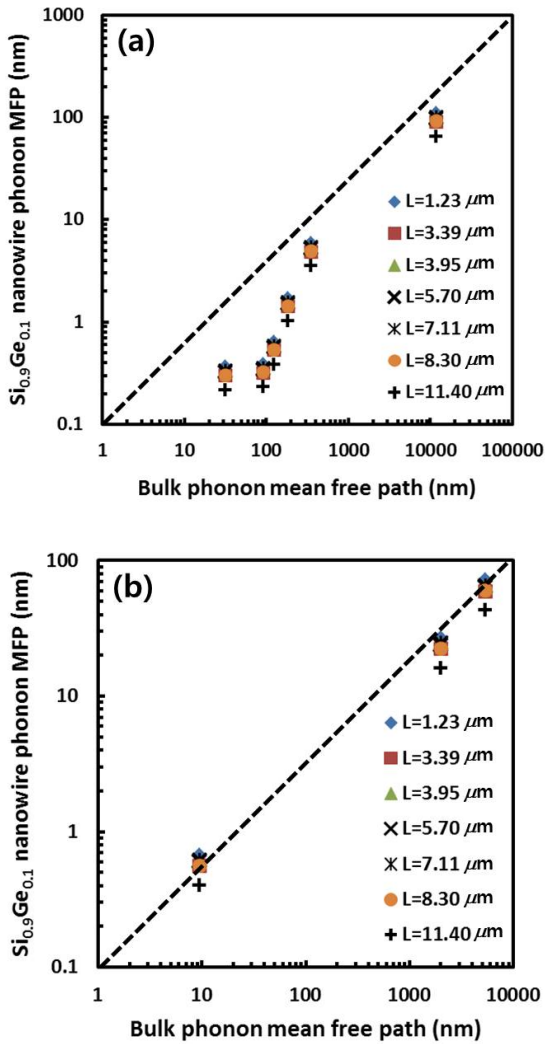 (a)
Si0.9Ge0.1 nanowire phonon MFP (nm)
1000
100
10
1
0.1
L=1.23 μm
L=3.39 μm
L=3.95 μm
L=5.70 μm
L=7.11 μm
L=8.30 μm
L=11.40 μm
1 10 100 1000 10000 100000
Bulk phonon mean free path (nm)
(b)
Si0.9Ge0.1 nanowire phonon MFP (nm)
100
10
1
0.1
L=1.23 μm
L=3.39 μm
L=3.95 μm
L=5.70 μm
L=7.11 μm
L=8.30 μm
L=11.40 μm
1 10 100 1000 10000
Bulk phonon mean free path (nm)